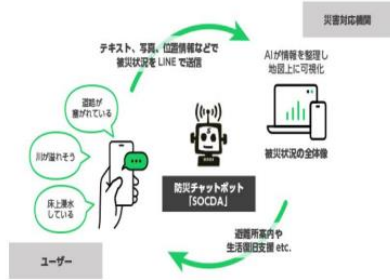 災害対応機関
テキスト、写真、位置情報などで
被災状況を LINE で送信
AIが情報を整理し
地図上に可視化
道路が
塞がれている
川が溢れそう
床上浸水
している
被災状況の全体像
防災チャットボット
「SOCDA」
避難所案内や
生活復旧支援 etc.
ユーザー